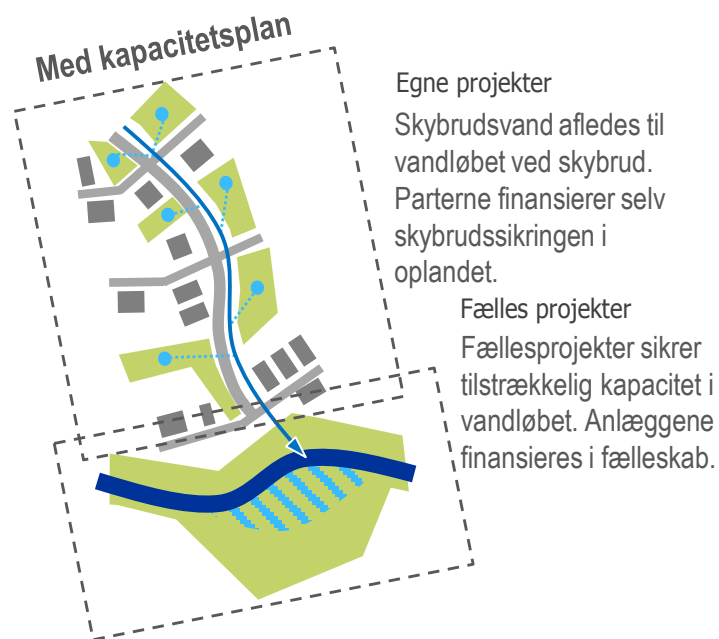 Med kapacitetsplan
Egne projekter
Skybrudsvand afledes til
vandløbet ved skybrud.
Parterne finansierer selv
skybrudssikringen i
oplandet.
Fælles projekter
Fællesprojekter sikrer
tilstrækkelig kapacitet i
vandløbet. Anlæggene
finansieres i fælleskab.